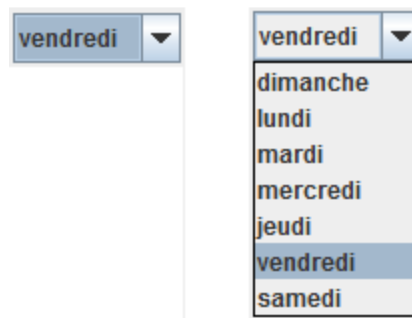 vendredi
vendredi
dimanche
lundi
mardi
mercredi
jeudi
vendredi
samedi